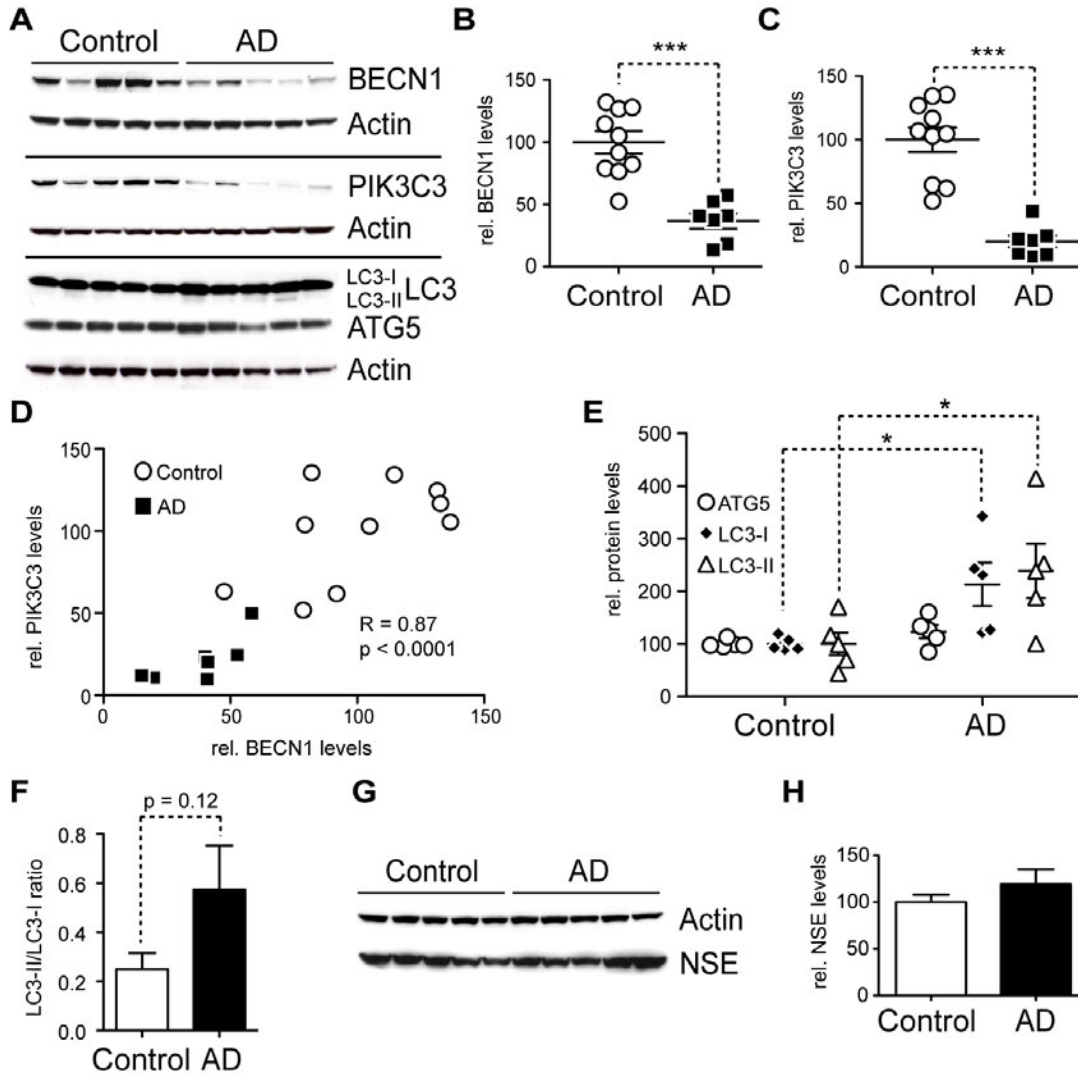 A
Control AD
BECN1
Actin
PIK3C3
Actin
LC3-I
LC3-II
LC3
ATG5
Actin
B
***
150
100
50
0
rel. BECN1 levels
Control AD
C
***
150
100
50
0
rel. PIK3C3 levels
Control AD
D
150
100
50
0
rel. PIK3C3 levels
Control
AD
R = 0.87
p < 0.0001
0 50 100 150
rel. BECN1 levels
E
*
*
500
400
300
200
100
0
rel. protein levels
ATG5
LC3-I
LC3-II
Control AD
F
p = 0.12
0.8
0.6
0.4
0.2
0.0
LC3-II/LC3-I ratio
Control AD
G
Control AD
Actin
NSE
H
150
100
50
0
rel. NSE levels
Control AD